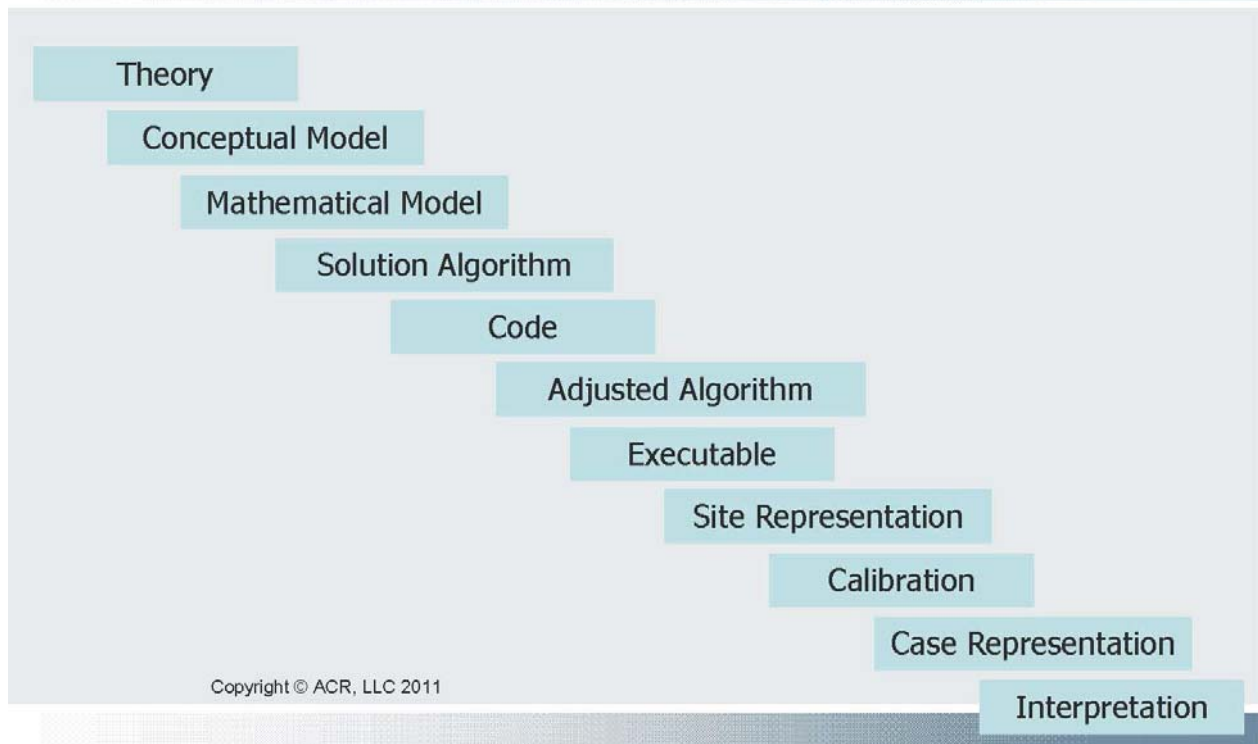 Theory
Conceptual Model
Mathematical Model
Solution Algorithm
Code
Adjusted Algorithm
Executable
Site Representation
Calibration
Case Representation
Copyright © ACR, LLC 2011
Interpretation